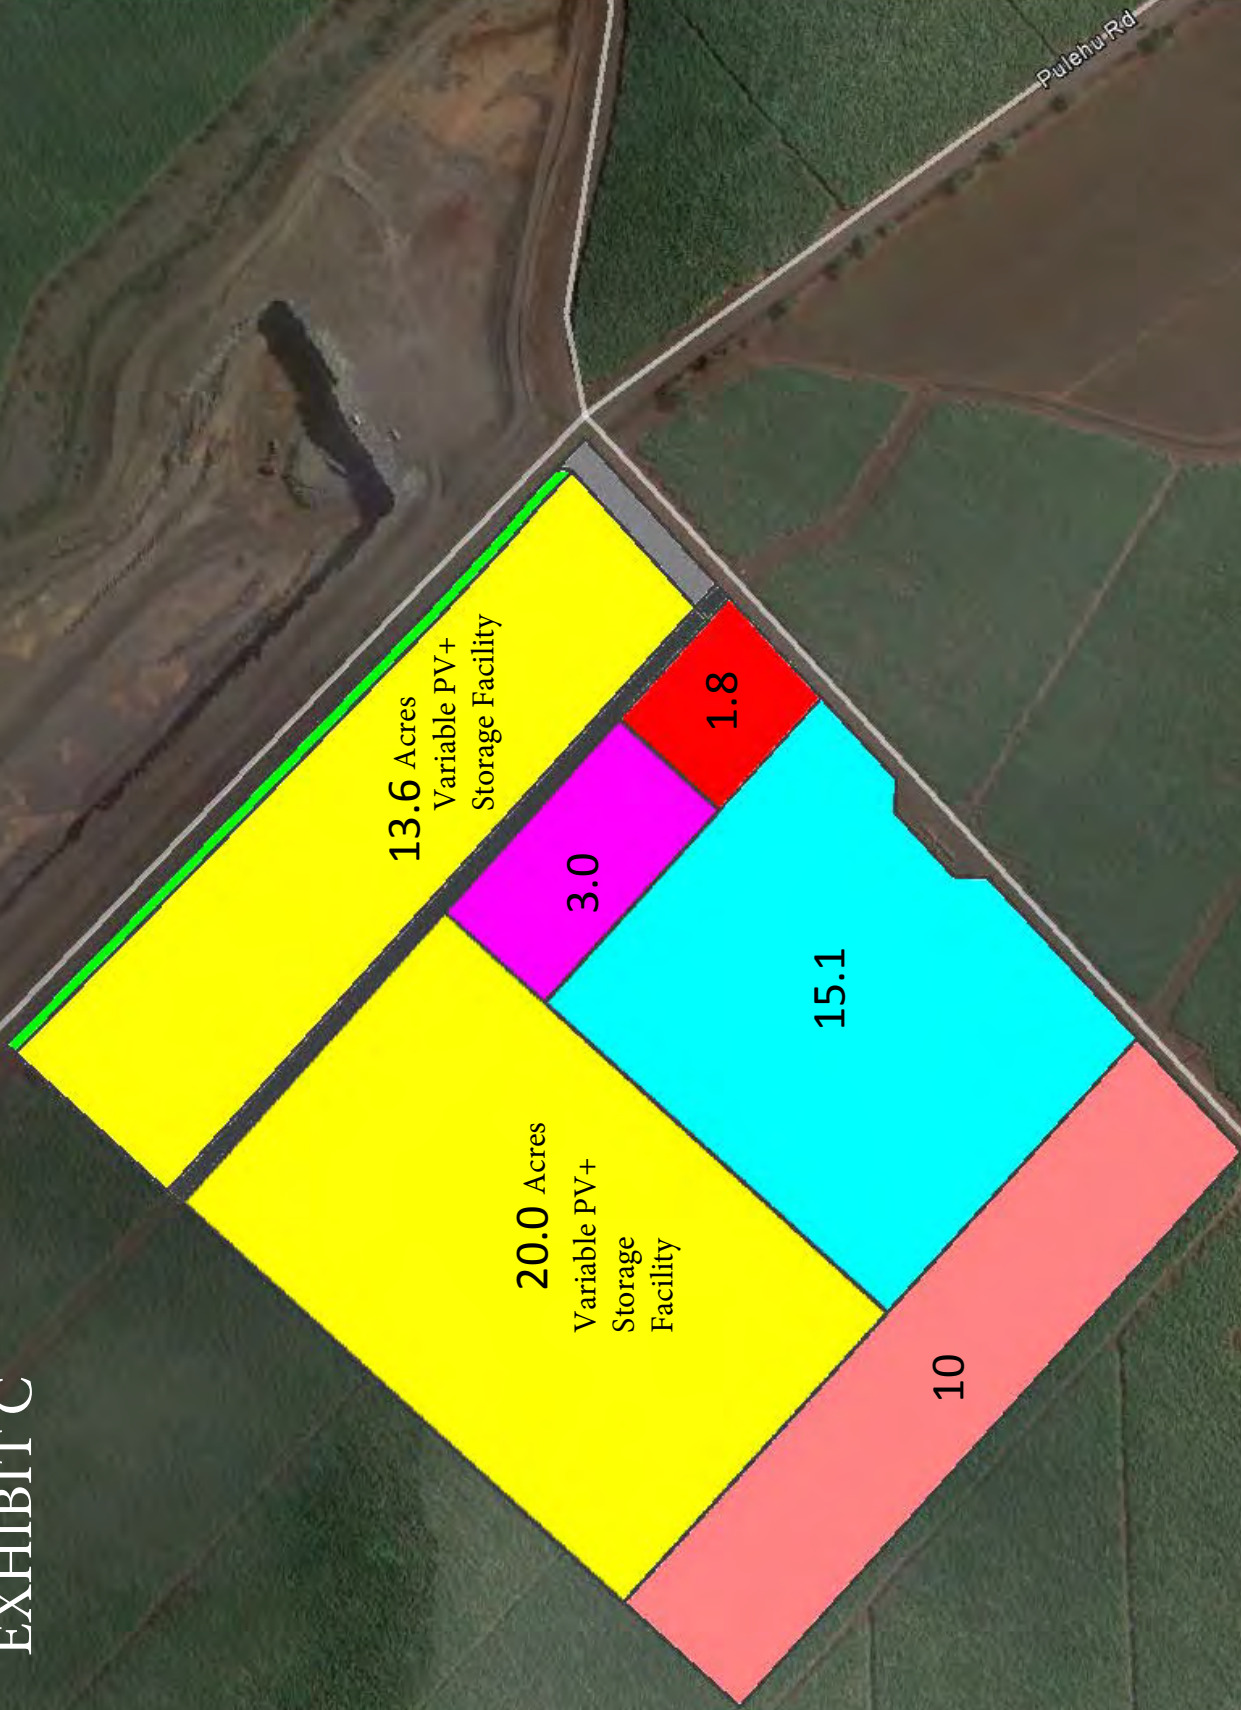 EXHIBIT C
13.6 Acres
Variable PV+
Storage Facility
20.0 Acres
Variable PV+
Storage
Facility
3.0
1.8
15.1
10
Pulehu Rd